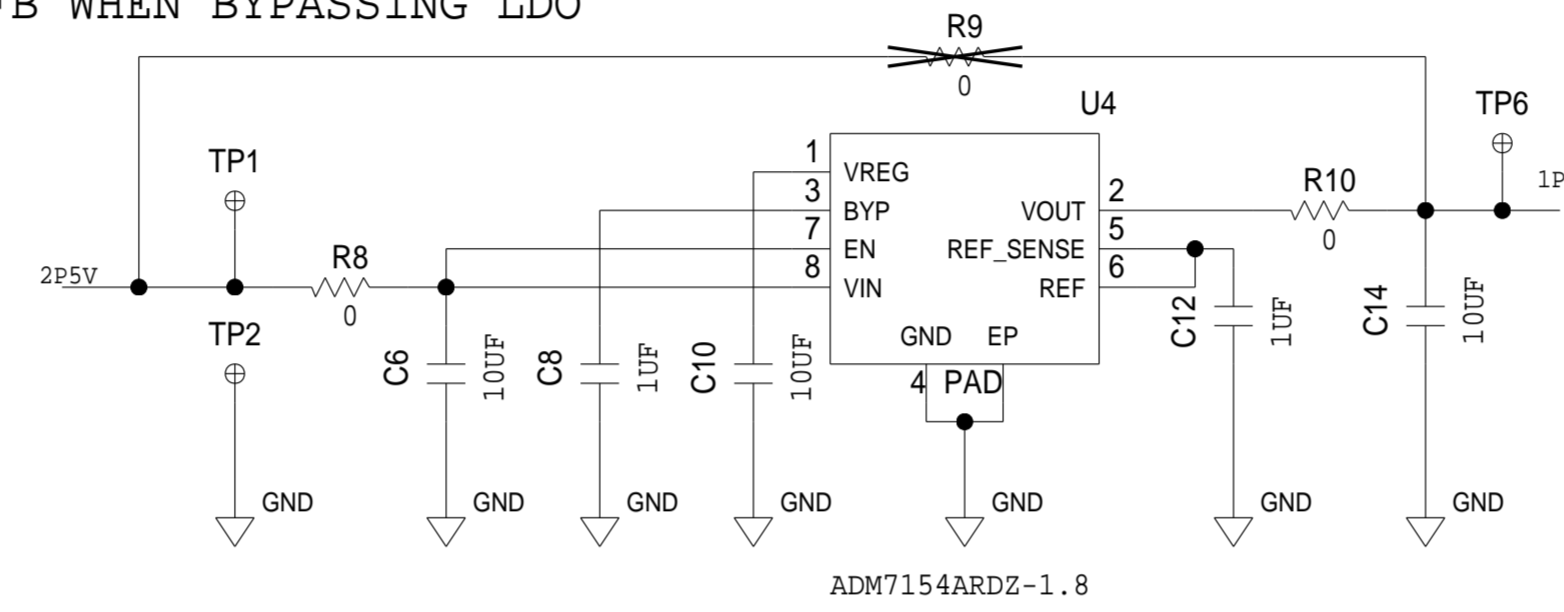 FB WHEN BYPASSING LDO
R9
0
U4
TP6
1P
TP1
1
VREG
3
BYP
7
EN
8
VIN
VOUT
2
REF_SENSE
5
REF
6
GND
EP
4
PAD
R10
0
2P5V
R8
0
TP2
C6
10UF
C8
1UF
C10
10UF
C12
1UF
C14
10UF
GND
GND
GND
GND
GND
GND
GND
ADM7154ARDZ-1.8